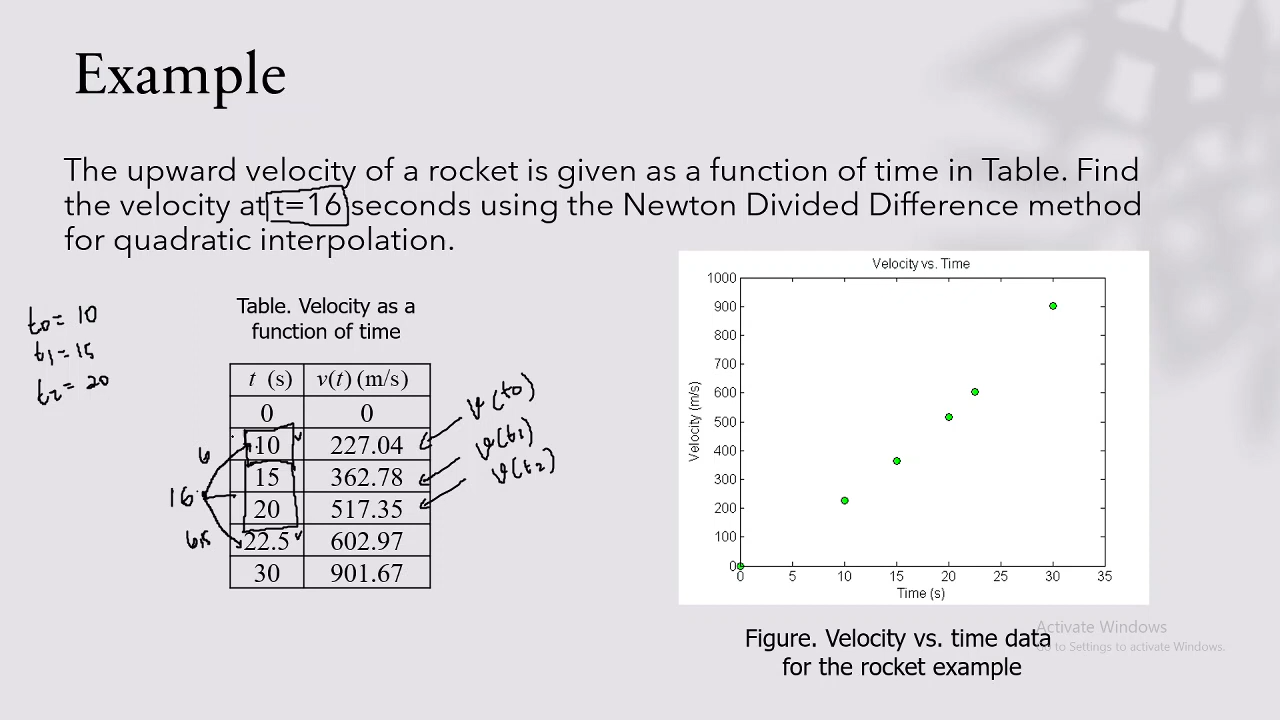 Example
The upward velocity of a rocket is given as a function of time in Table. Find
the velocity at t=16 seconds using the Newton Divided Difference method
for quadratic interpolation.
t0= 10
t1=15
t2= 20
Table. Velocity as a
function of time
t (s) v(t) (m/s)
0 0
10 227.04
15 362.78
20 517.35
22.5 602.97
30 901.67
6
16
6.5
v(t0)
v(t1)
v(t2)
Velocity vs. Time
Velocity (m/s)
1000
900
800
700
600
500
400
300
200
100
0
0 5 10 15 20 25 30 35
Time (s)
Figure. Velocity vs. time data
for the rocket example
Activate Windows
Go to Settings to activate Windows.